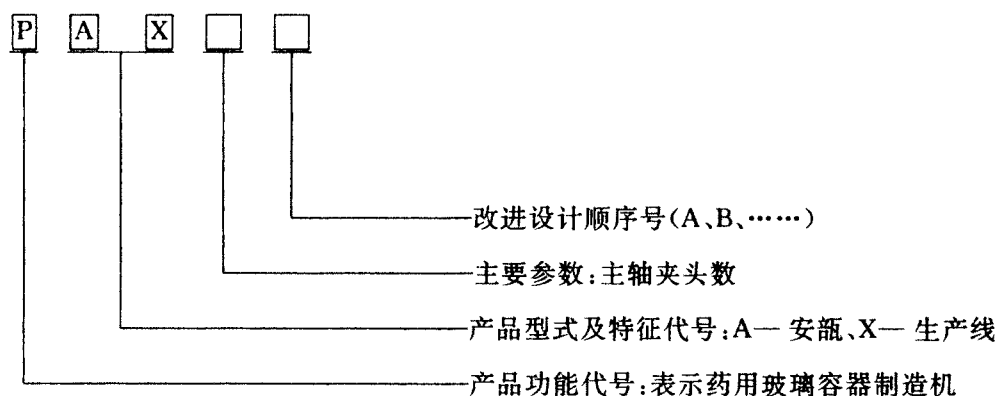 P A X
改进设计顺序号(A、B、……)
主要参数:主轴夹头数
产品型式及特征代号:A— 安瓿、X— 生产线
产品功能代号:表示药用玻璃容器制造机